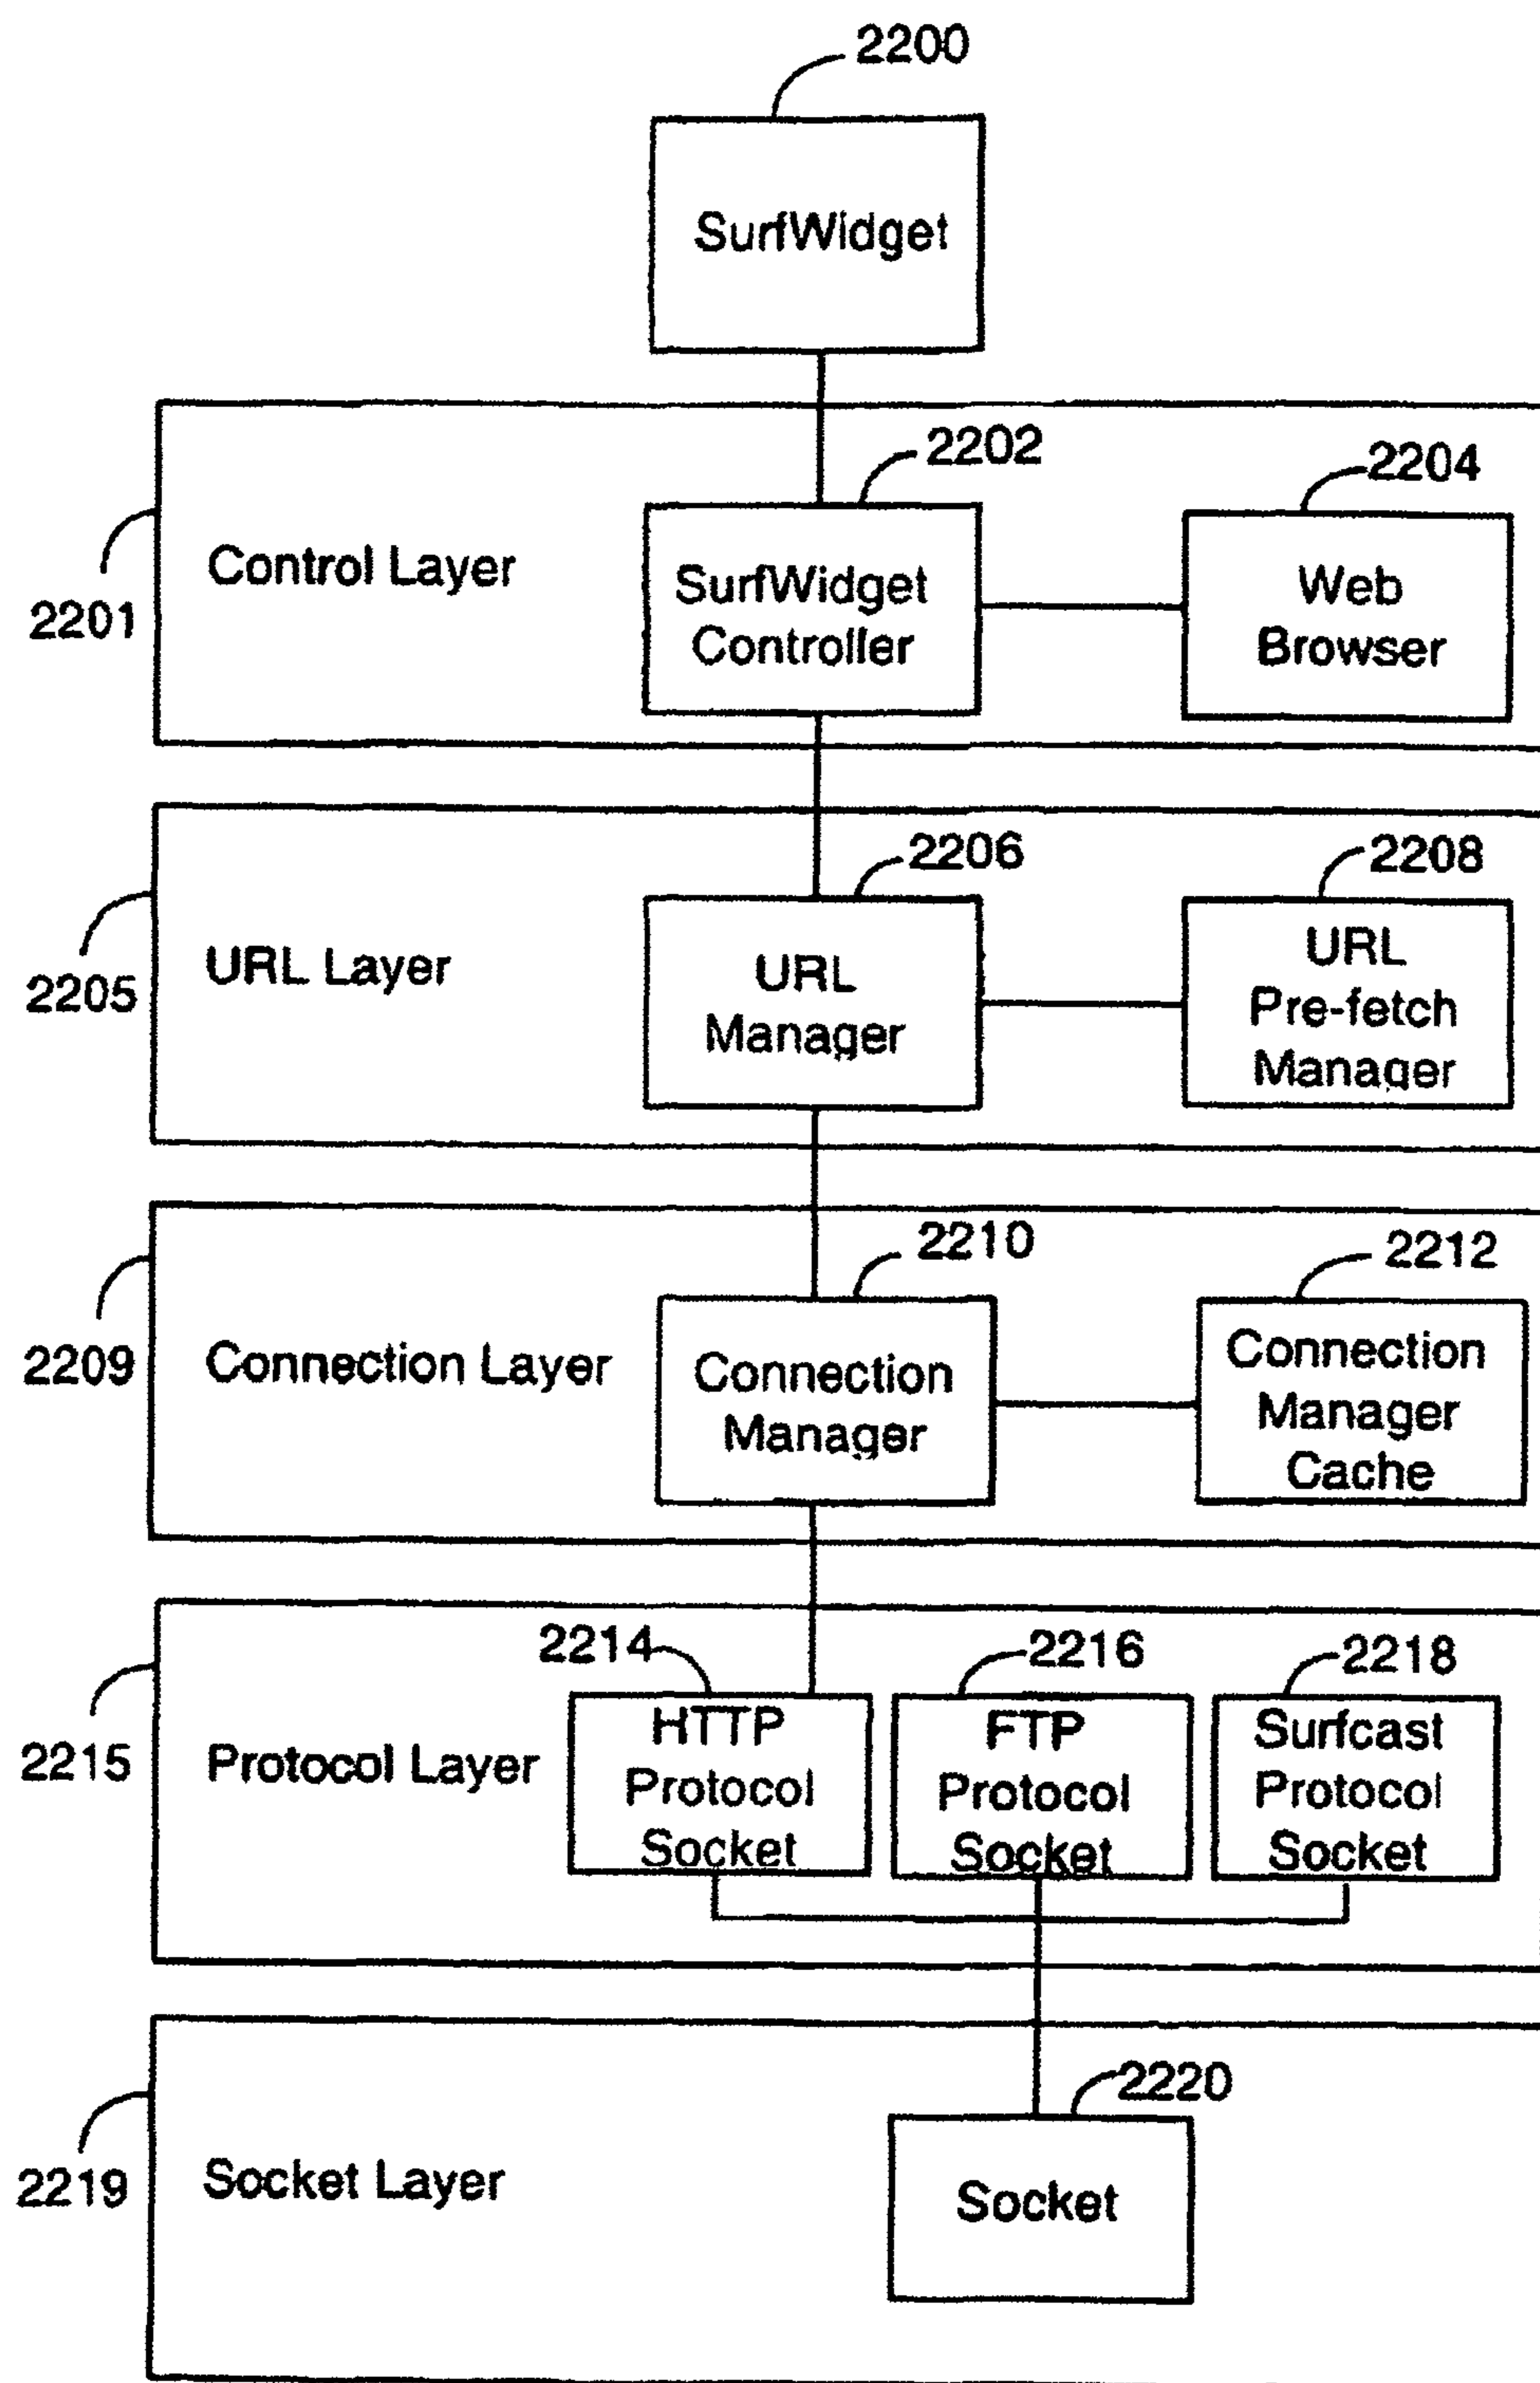 2200
SurfWidget
2202
2204
2201
Control Layer
SurfWidget
Controller
Web
Browser
2206
2208
2205
URL Layer
URL
Manager
URL
Pre-fetch
Manager
2210
2212
2209
Connection Layer
Connection
Manager
Connection
Manager
Cache
2214
2216
2218
2215
Protocol Layer
HTTP
Protocol
Socket
FTP
Protocol
Socket
Surfcast
Protocol
Socket
2220
2219
Socket Layer
Socket